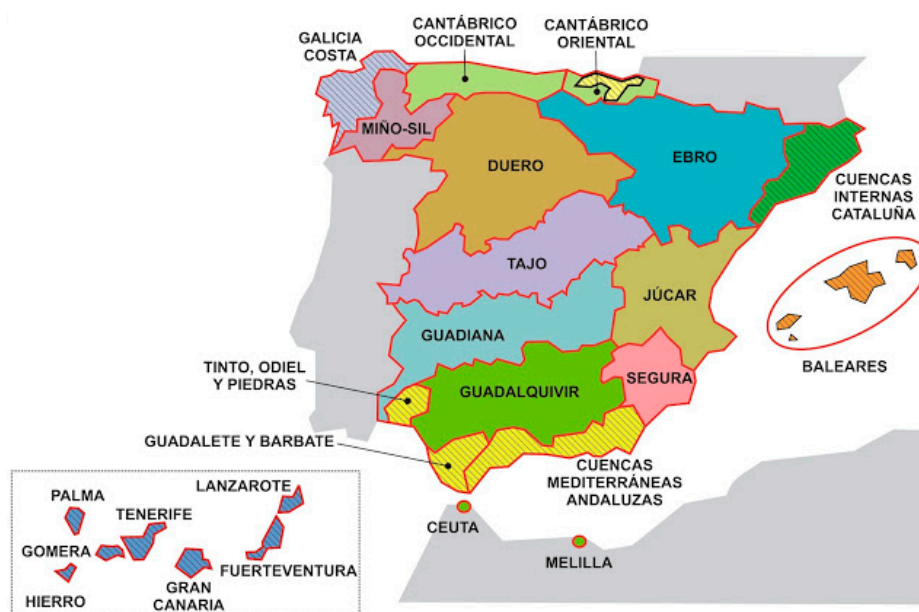 CANTÁBRICO
OCCIDENTAL
CANTÁBRICO
ORIENTAL
GALICIA
COSTA
MIÑO-SIL
DUERO
EBRO
CUENCAS
INTERNAS
CATALUÑA
TAJO
JÚCAR
GUADIANA
BALEARES
TINTO, ODIEL
Y PIEDRAS
SEGURA
GUADALQUIVIR
GUADALETE Y BARBATE
CUENCAS
MEDITERRÁNEAS
ANDALUZAS
CEUTA
MELILLA
LANZAROTE
PALMA
TENERIFE
GOMERA
FUERTEVENTURA
HIERRO
GRAN
CANARIA